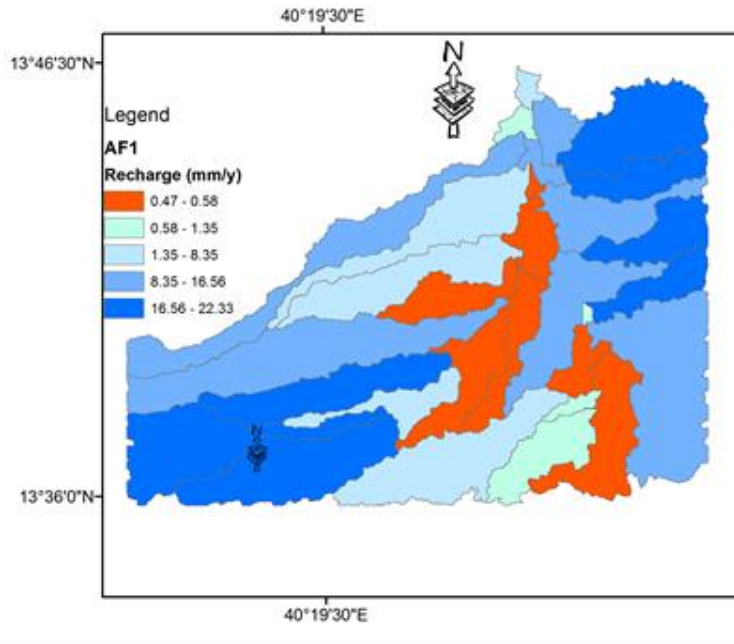 40°19'30"E
13°46'30"N
N
Legend
AF1
Recharge (mm/y)
0.47 - 0.58
0.58 - 1.35
1.35 - 8.35
8.35 - 16.56
16.56 - 22.33
N
13°36'0"N
40°19'30"E